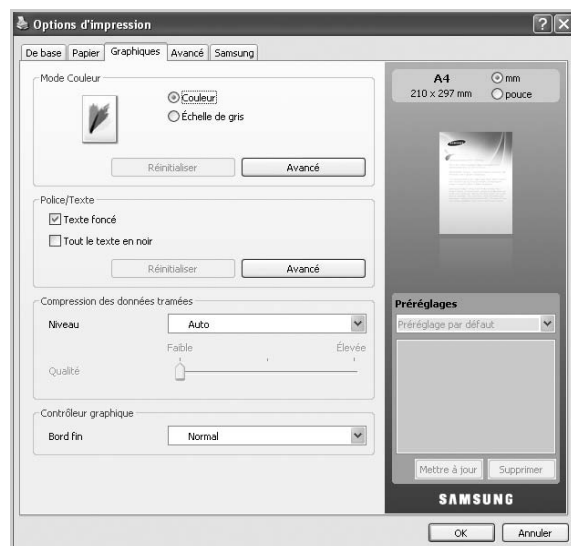 Options d'impression
De base Papier Graphiques Avancé Samsung
Mode Couleur
Couleur
Échelle de gris
Réinitialiser Avancé
Police/Texte
Texte foncé
Tout le texte en noir
Réinitialiser Avancé
Compression des données tramées
Niveau Auto
Faible Élevée
Qualité
Contrôleur graphique
Bord fin Normal
A4 mm
210 x 297 mm pouce
Préréglages
Préréglage par défaut
Mettre à jour Supprimer
SAMSUNG
OK Annuler